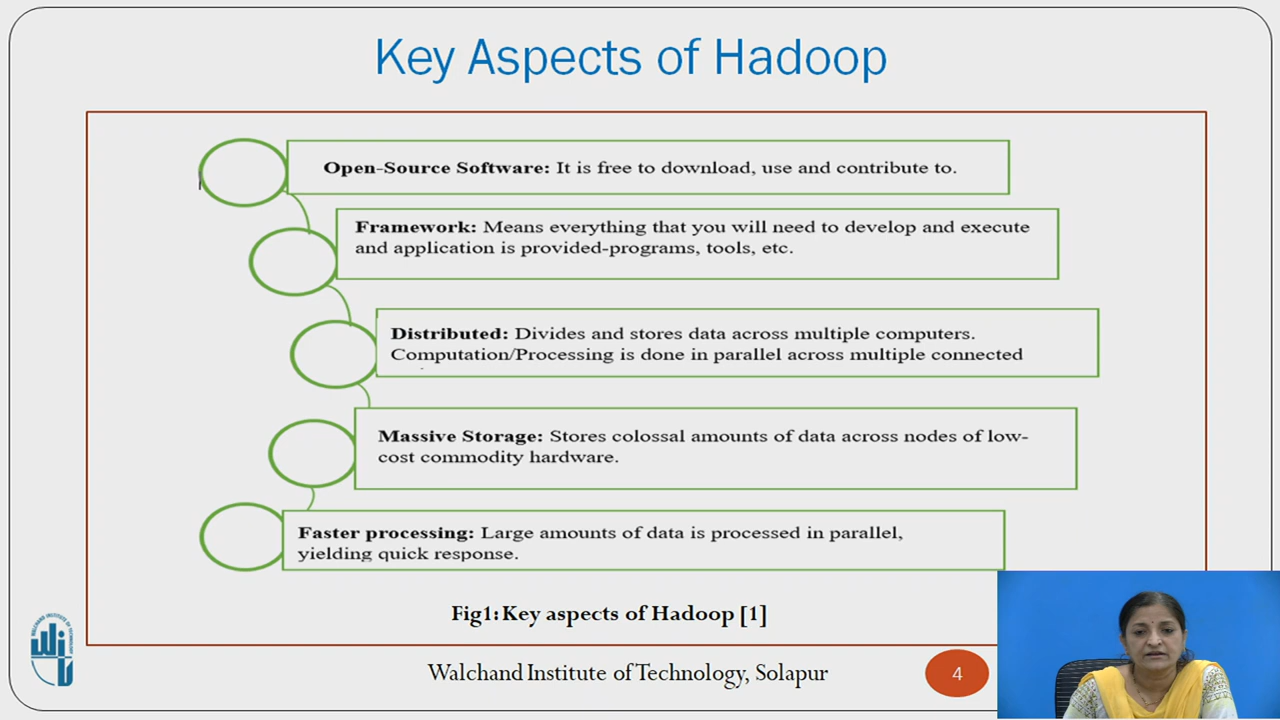 Key Aspects of Hadoop
Open-Source Software: It is free to download, use and contribute to.
Framework: Means everything that you will need to develop and execute
and application is provided-programs, tools, etc.
Distributed: Divides and stores data across multiple computers.
Computation/Processing is done in parallel across multiple connected
Massive Storage: Stores colossal amounts of data across nodes of low-
cost commodity hardware.
Faster processing: Large amounts of data is processed in parallel,
yielding quick response.
Fig1: Key aspects of Hadoop [1]
Walchand Institute of Technology, Solapur
4